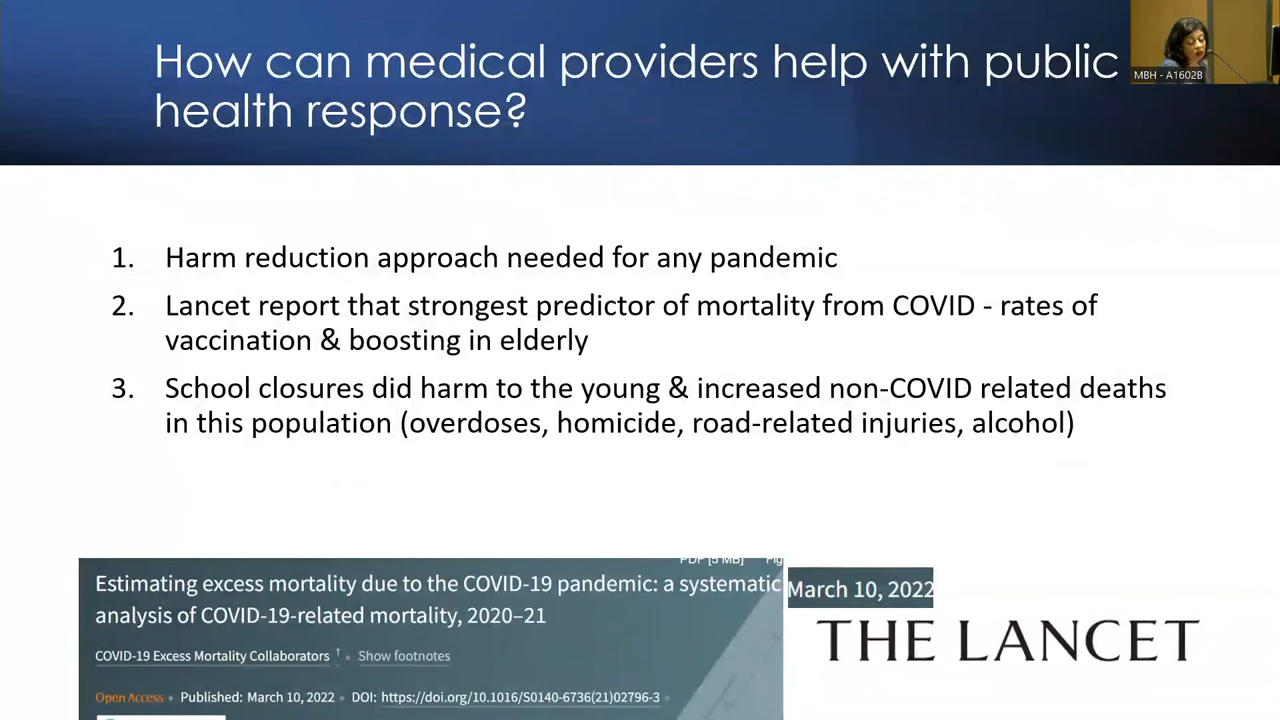 How can medical providers help with public
health response?
MBH - A1602B
1. Harm reduction approach needed for any pandemic
2. Lancet report that strongest predictor of mortality from COVID - rates of
vaccination & boosting in elderly
3. School closures did harm to the young & increased non-COVID related deaths
in this population (overdoses, homicide, road-related injuries, alcohol)
PDF [5 MB] Fig
Estimating excess mortality due to the COVID-19 pandemic: a systematic
analysis of COVID-19-related mortality, 2020–21
March 10, 2022
THE LANCET
COVID-19 Excess Mortality Collaborators † • Show footnotes
Open Access • Published: March 10, 2022 • DOI: https://doi.org/10.1016/S0140-6736(21)02796-3 •